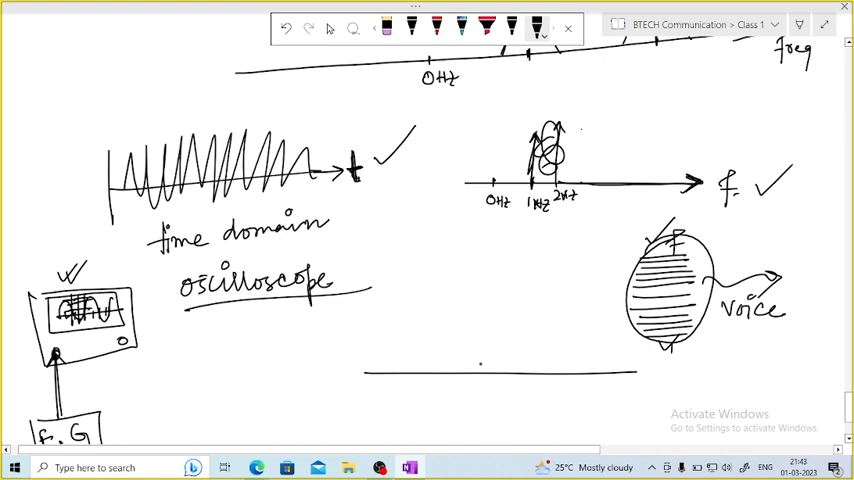 BTECH Communication > Class 1
freq
0Hz
t
f.
0Hz
1kHz
2kHz
time domain
oscilloscope
f
voice
F. G
Activate Windows
Go to Settings to activate Windows.
Type here to search
25°C Mostly cloudy
ENG
21:43
01-03-2023
2